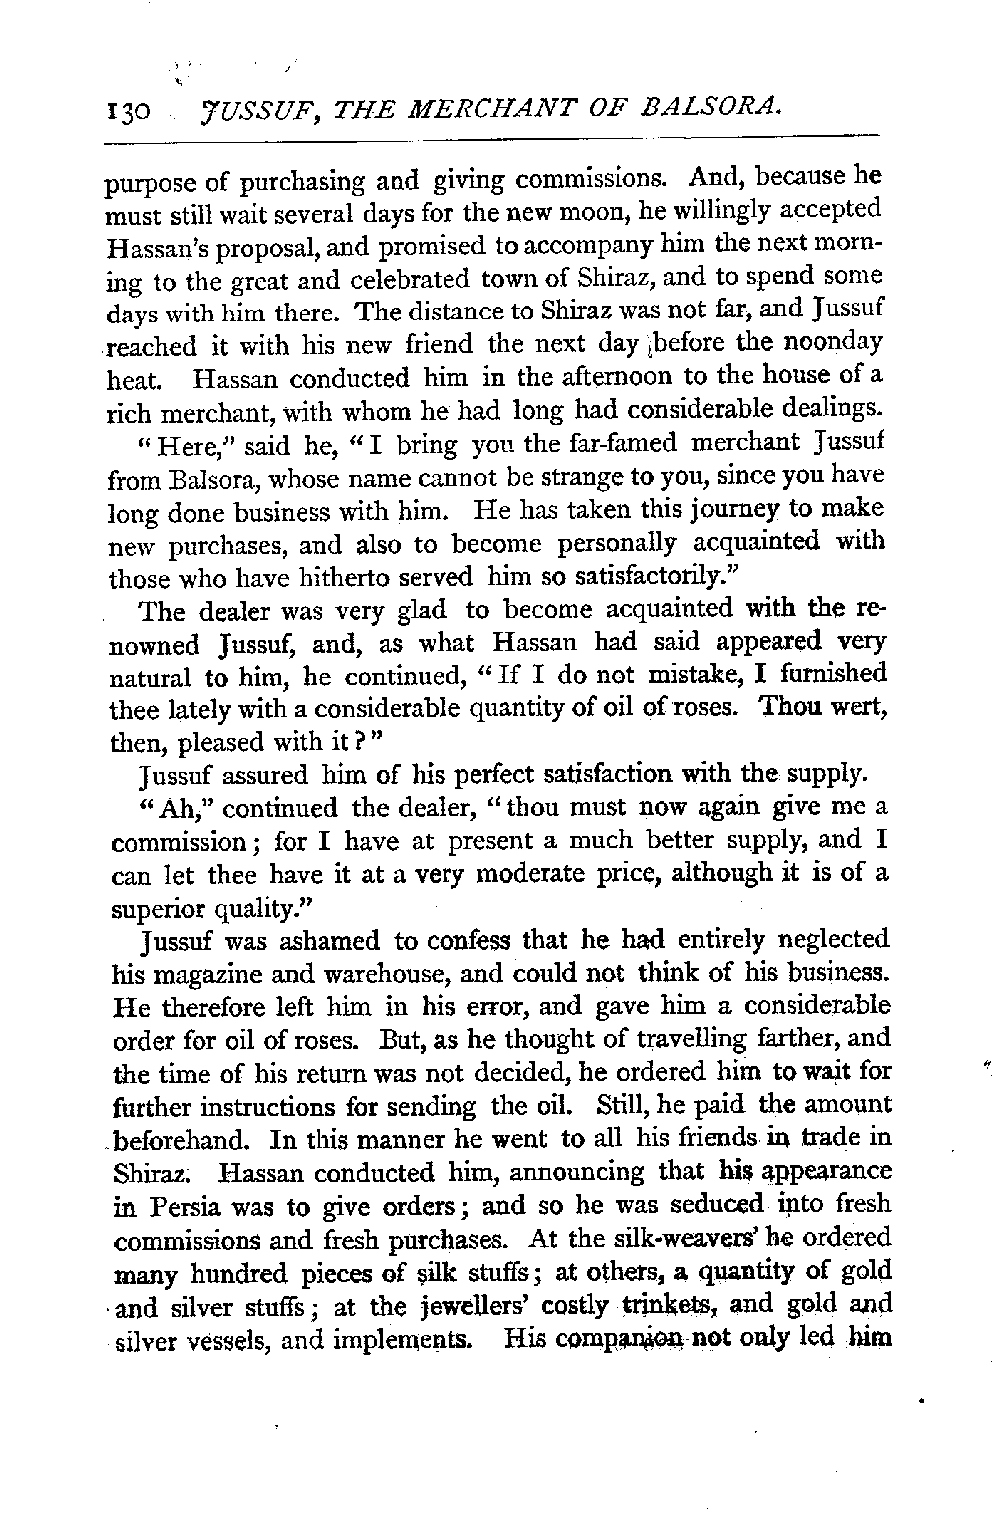 130 JUSSUF, THE MERCHANT OF BALSORA.
purpose of purchasing and giving commissions. And, because he
must still wait several days for the new moon, he willingly accepted
Hassan's proposal, and promised to accompany him the next morn-
ing to the great and celebrated town of Shiraz, and to spend some
days with him there. The distance to Shiraz was not far, and Jussuf
reached it with his new friend the next day before the noonday
heat. Hassan conducted him in the afternoon to the house of a
rich merchant, with whom he had long had considerable dealings.
"Here," said he, "I bring you the far-famed merchant Jussuf
from Balsora, whose name cannot be strange to you, since you have
long done business with him. He has taken this journey to make
new purchases, and also to become personally acquainted with
those who have hitherto served him so satisfactorily."
The dealer was very glad to become acquainted with the re-
nowned Jussuf, and, as what Hassan had said appeared very
natural to him, he continued, "If I do not mistake, I furnished
thee lately with a considerable quantity of oil of roses. Thou wert,
then, pleased with it?"
Jussuf assured him of his perfect satisfaction with the supply.
"Ah," continued the dealer, "thou must now again give me a
commission; for I have at present a much better supply, and I
can let thee have it at a very moderate price, although it is of a
superior quality."
Jussuf was ashamed to confess that he had entirely neglected
his magazine and warehouse, and could not think of his business.
He therefore left him in his error, and gave him a considerable
order for oil of roses. But, as he thought of travelling farther, and
the time of his return was not decided, he ordered him to wait for
further instructions for sending the oil. Still, he paid the amount
beforehand. In this manner he went to all his friends in trade in
Shiraz. Hassan conducted him, announcing that his appearance
in Persia was to give orders; and so he was seduced into fresh
commissions and fresh purchases. At the silk-weavers' he ordered
many hundred pieces of silk stuffs; at others, a quantity of gold
and silver stuffs; at the jewellers' costly trinkets, and gold and
silver vessels, and implements. His companion not only led him